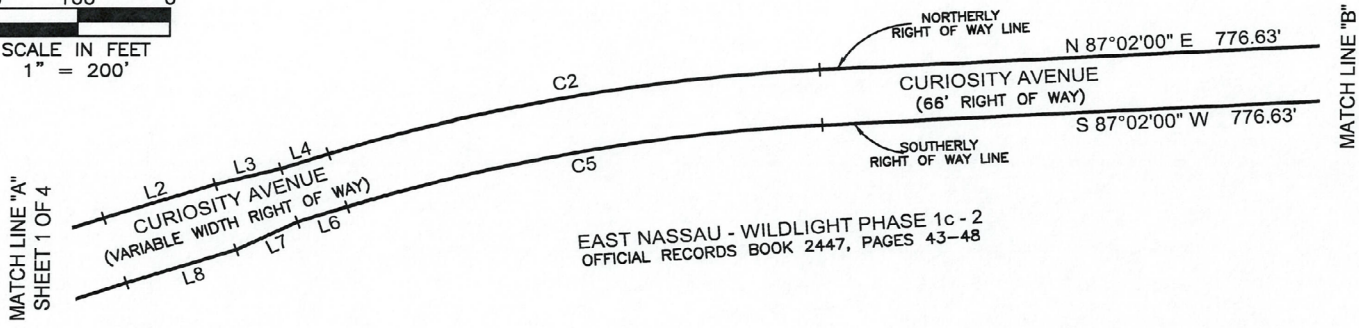 100
SCALE IN FEET
1" = 200'
NORTHERLY
RIGHT OF WAY LINE
N 87°02'00" E 776.63'
C2
CURIOSITY AVENUE
(66' RIGHT OF WAY)
S 87°02'00" W 776.63'
SOUTHERLY
RIGHT OF WAY LINE
C5
MATCH LINE "B"
L2
L3
L4
CURIOSITY AVENUE
(VARIABLE WIDTH RIGHT OF WAY)
L8
L7
L6
MATCH LINE "A"
SHEET 1 OF 4
EAST NASSAU - WILDLIGHT PHASE 1c - 2
OFFICIAL RECORDS BOOK 2447, PAGES 43-48